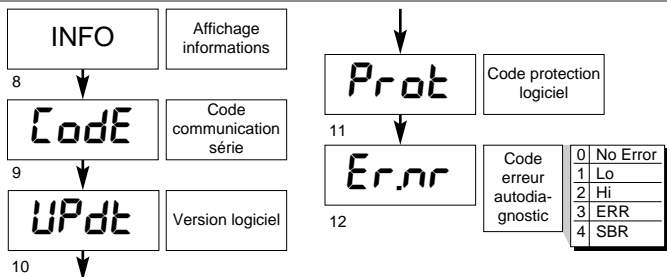 INFO
Affichage
informations
8
CodE
Code
communication
série
9
UPdt
Version logiciel
10
Prot
Code protection
logiciel
11
Er.nr
12
Code
erreur
autodia-
gnostic
0 No Error
1 Lo
2 Hi
3 ERR
4 SBR